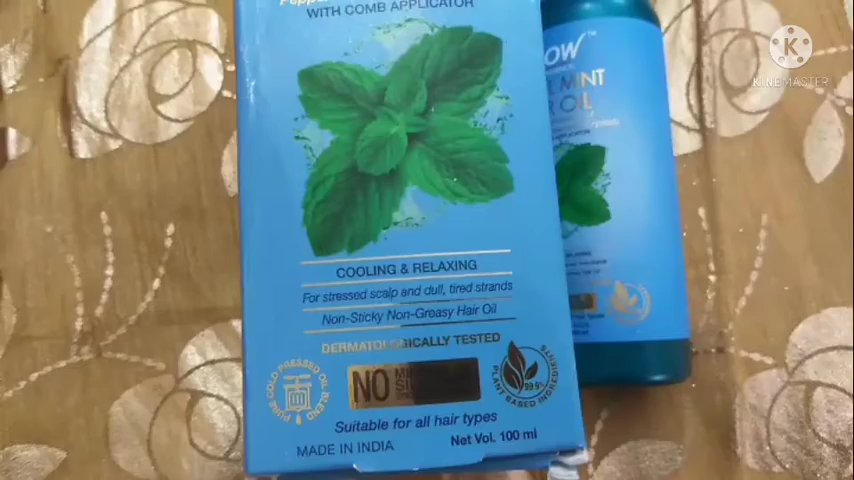 WITH COMB APPLICATOR
COOLING & RELAXING
For stressed scalp and dull, tired strands
Non-Sticky Non-Greasy Hair Oil
DERMATOLOGICALLY TESTED
PURE COLD PRESSED OIL BLEND
NO
PLANT BASED INGREDIENTS
99.9%
Suitable for all hair types
MADE IN INDIA
Net Vol. 100 ml
OW
MINT
OIL
KINEMASTER